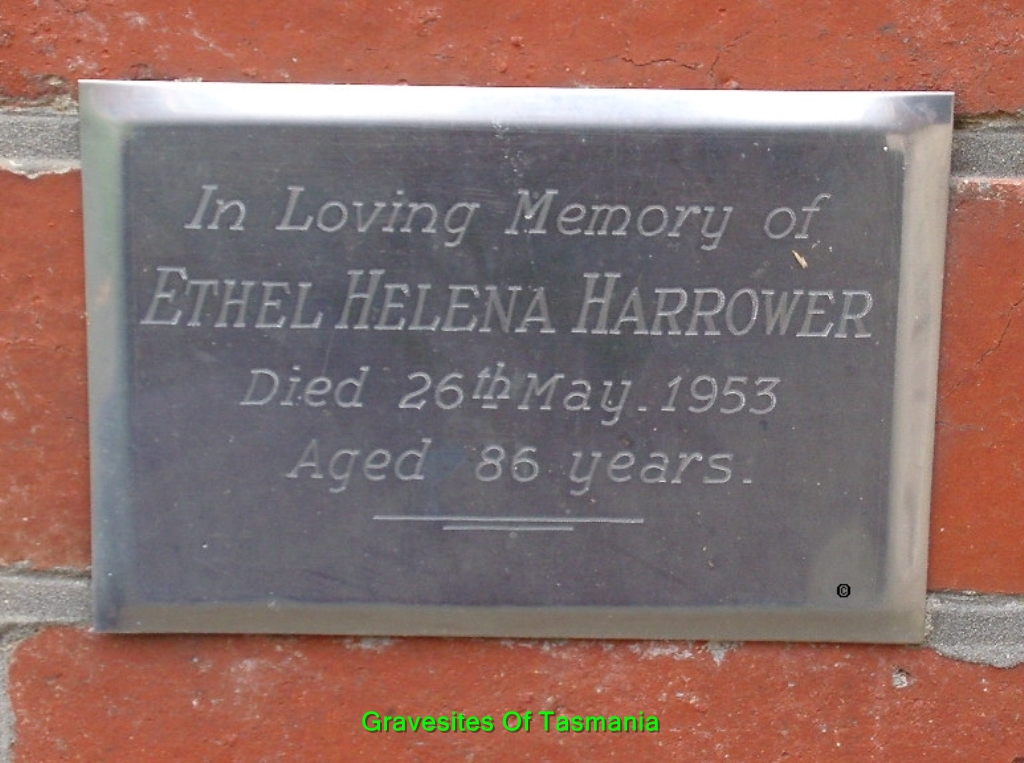 In Loving Memory of
ETHEL HELENA HARROWER
Died 26th May. 1953
Aged 86 years.
©
Gravesites Of Tasmania